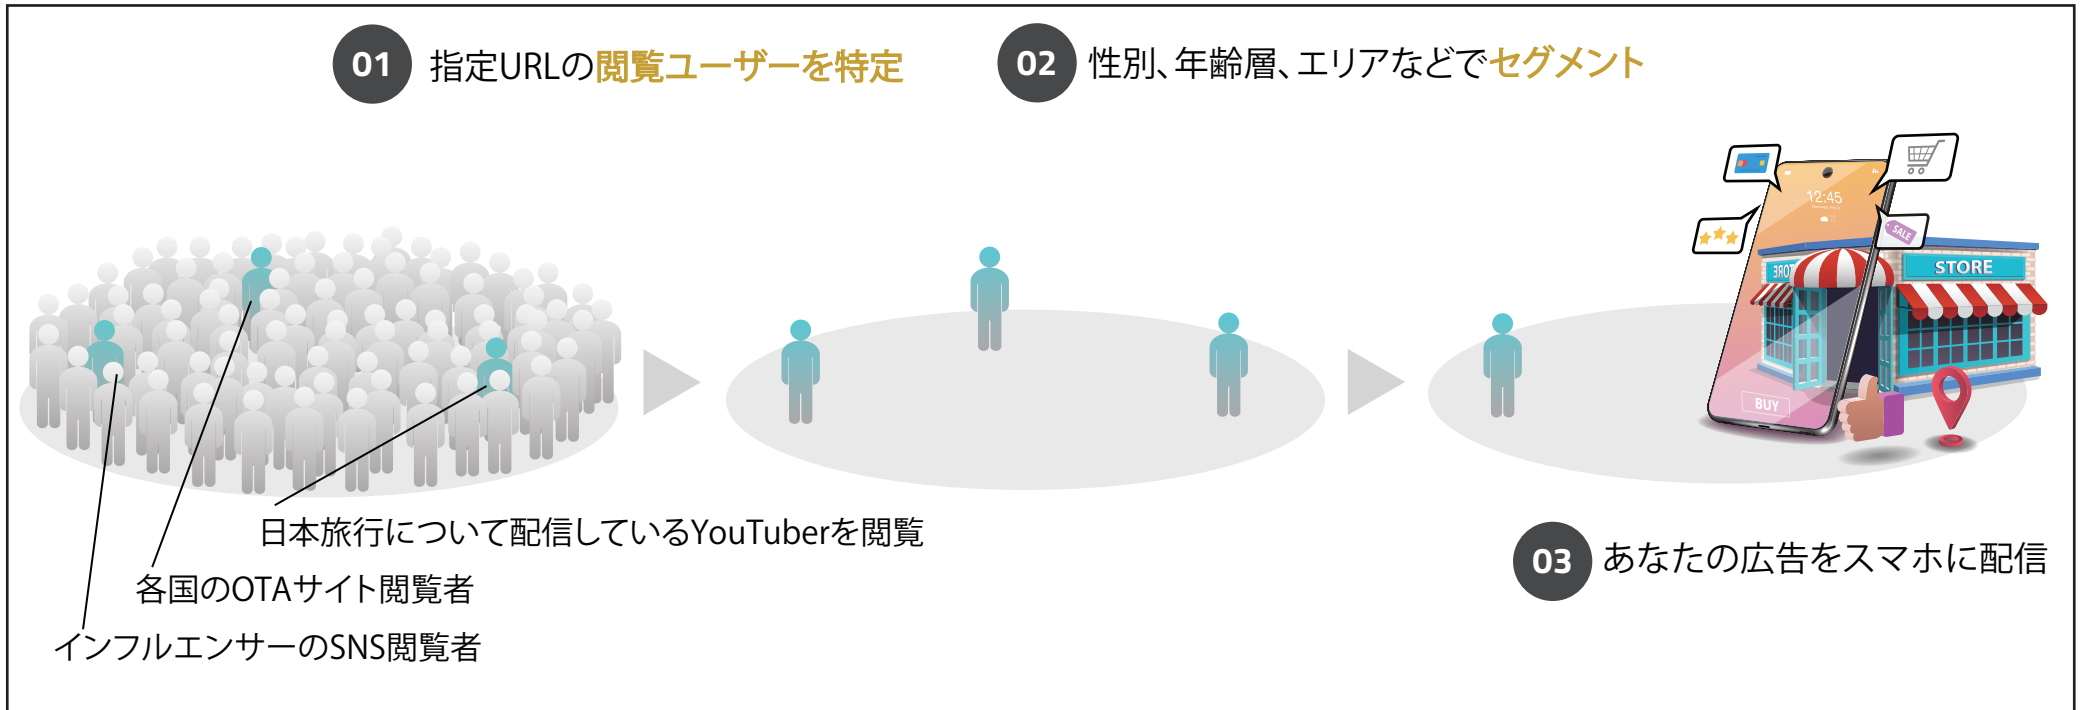 01 指定URLの閲覧ユーザーを特定
02 性別、年齢層、エリアなどでセグメント
12:45
SALE
STORE
BUY
日本旅行について配信しているYouTuberを閲覧
各国のOTAサイト閲覧者
インフルエンサーのSNS閲覧者
03 あなたの広告をスマホに配信